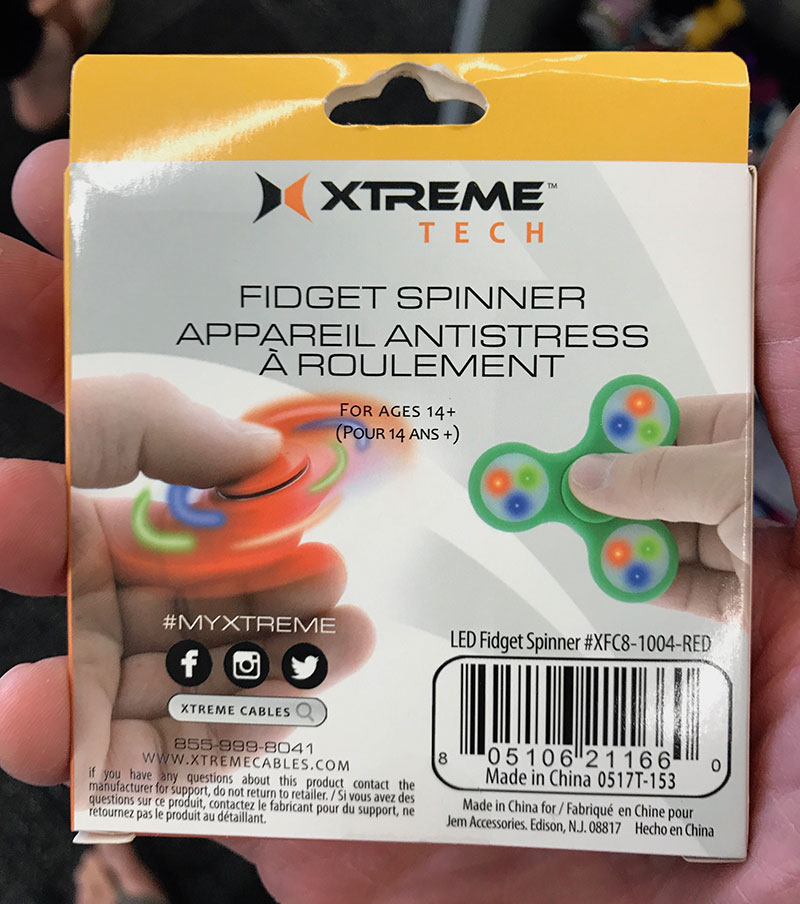 XTREME™
TECH
FIDGET SPINNER
APPAREIL ANTISTRESS
À ROULEMENT
FOR AGES 14+
(POUR 14 ANS +)
#MYXTREME
XTREME CABLES
855-999-8041
WWW.XTREMECABLES.COM
if you have any questions about this product contact the
manufacturer for support, do not return to retailer. / Si vous avez des
questions sur ce produit, contactez le fabricant pour du support, ne
retournez pas le produit au détaillant.
LED Fidget Spinner #XFC8-1004-RED
8 05106 21166 0
Made in China 0517T-153
Made in China for / Fabriqué en Chine pour
Jem Accessories. Edison, N.J. 08817 Hecho en China